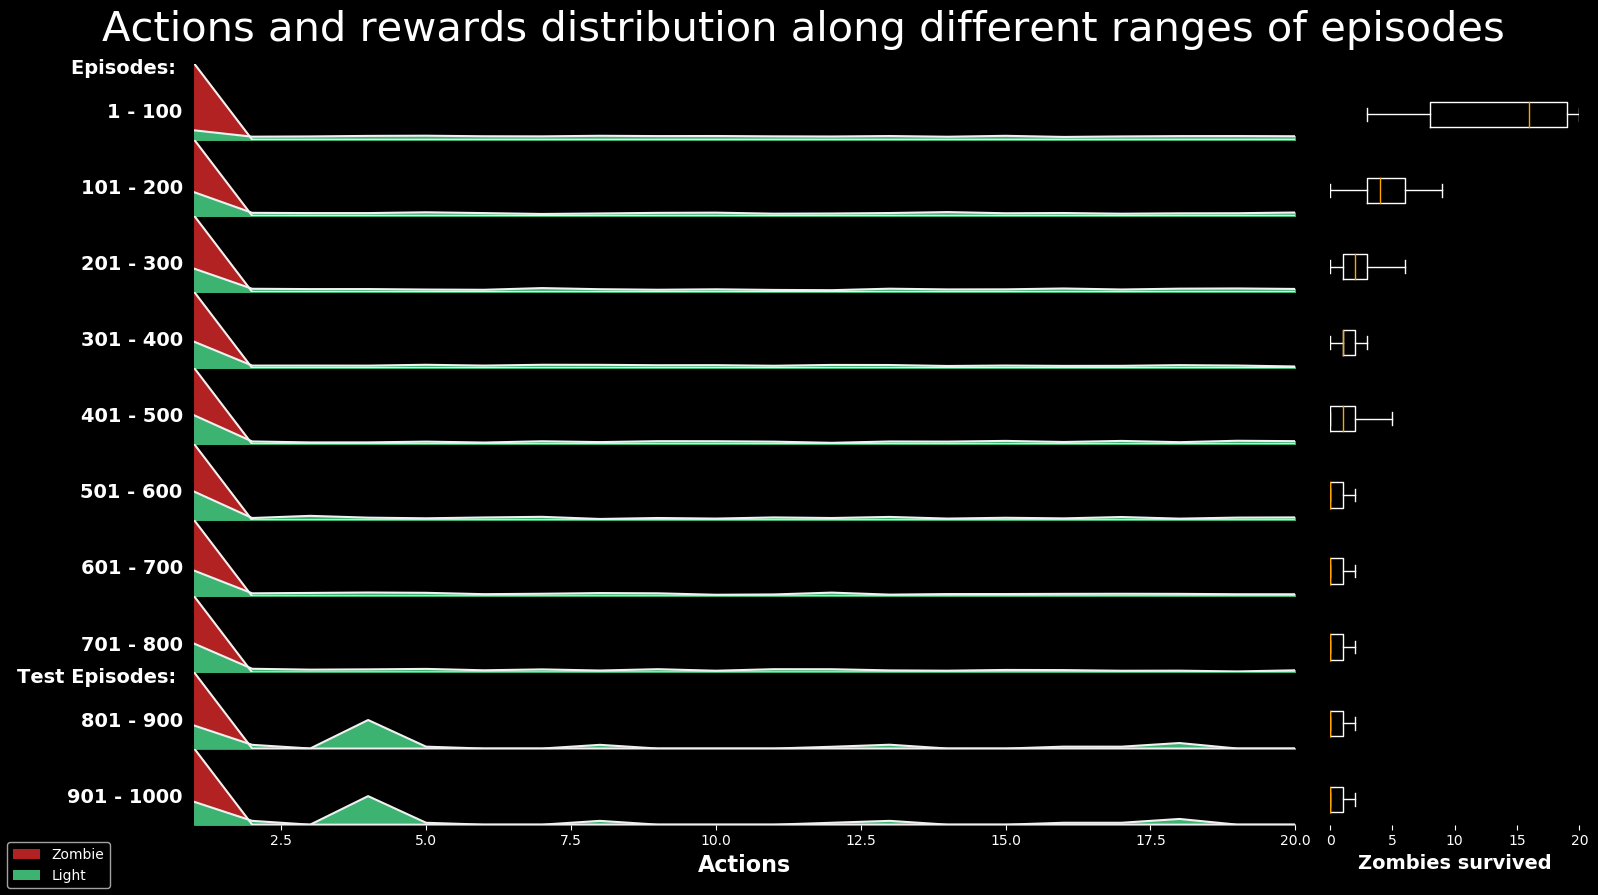 Actions and rewards distribution along different ranges of episodes
Episodes:
1 - 100
101 - 200
201 - 300
301 - 400
401 - 500
501 - 600
601 - 700
701 - 800
Test Episodes:
801 - 900
901 - 1000
2.5 5.0 7.5 10.0 12.5 15.0 17.5 20.0 0 5 10 15 20
Actions
Zombies survived
Zombie
Light